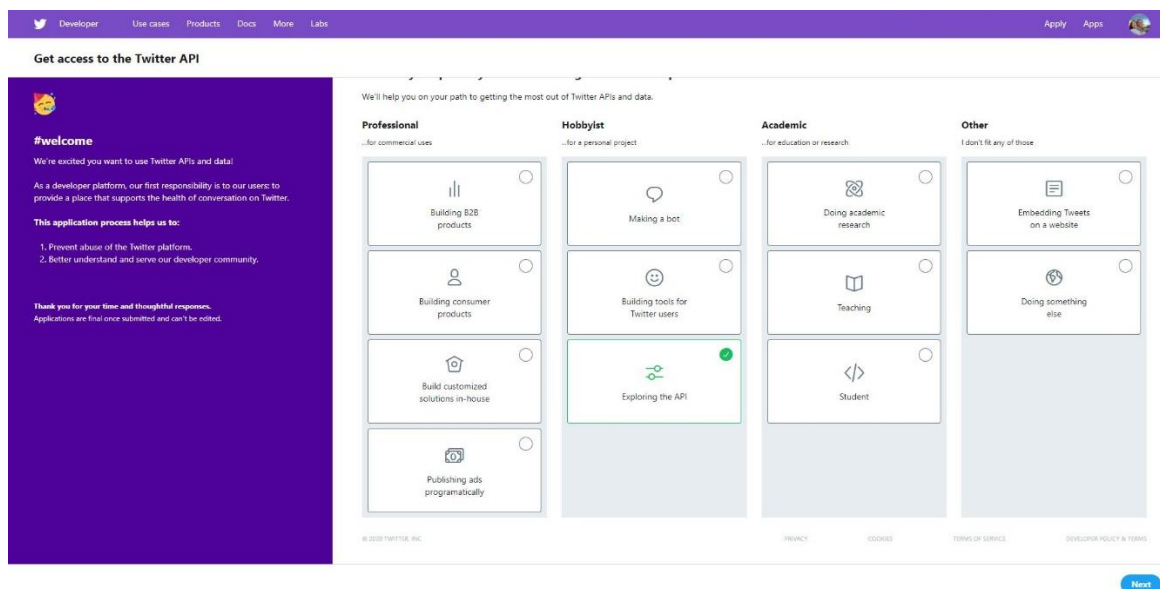 Developer Use cases Products Docs More Labs Apply Apps
Get access to the Twitter API
#welcome
We're excited you want to use Twitter APIs and data!
As a developer platform, our first responsibility is to our users: to
provide a place that supports the health of conversation on Twitter.
This application process helps us to:
1. Prevent abuse of the Twitter platform.
2. Better understand and serve our developer community.
Thank you for your time and thoughtful responses.
Applications are final once submitted and can't be edited.
We'll help you on your path to getting the most out of Twitter APIs and data.
Professional
...for commercial uses
Building B2B
products
Building consumer
products
Build customized
solutions in-house
Publishing ads
programatically
Hobbyist
...for a personal project
Making a bot
Building tools for
Twitter users
Exploring the API
Academic
...for education or research
Doing academic
research
Teaching
Student
Other
I don't fit any of those
Embedding Tweets
on a website
Doing something
else
© 2020 TWITTER, INC. PRIVACY COOKIES TERMS OF SERVICE DEVELOPER POLICY & TERMS
Next